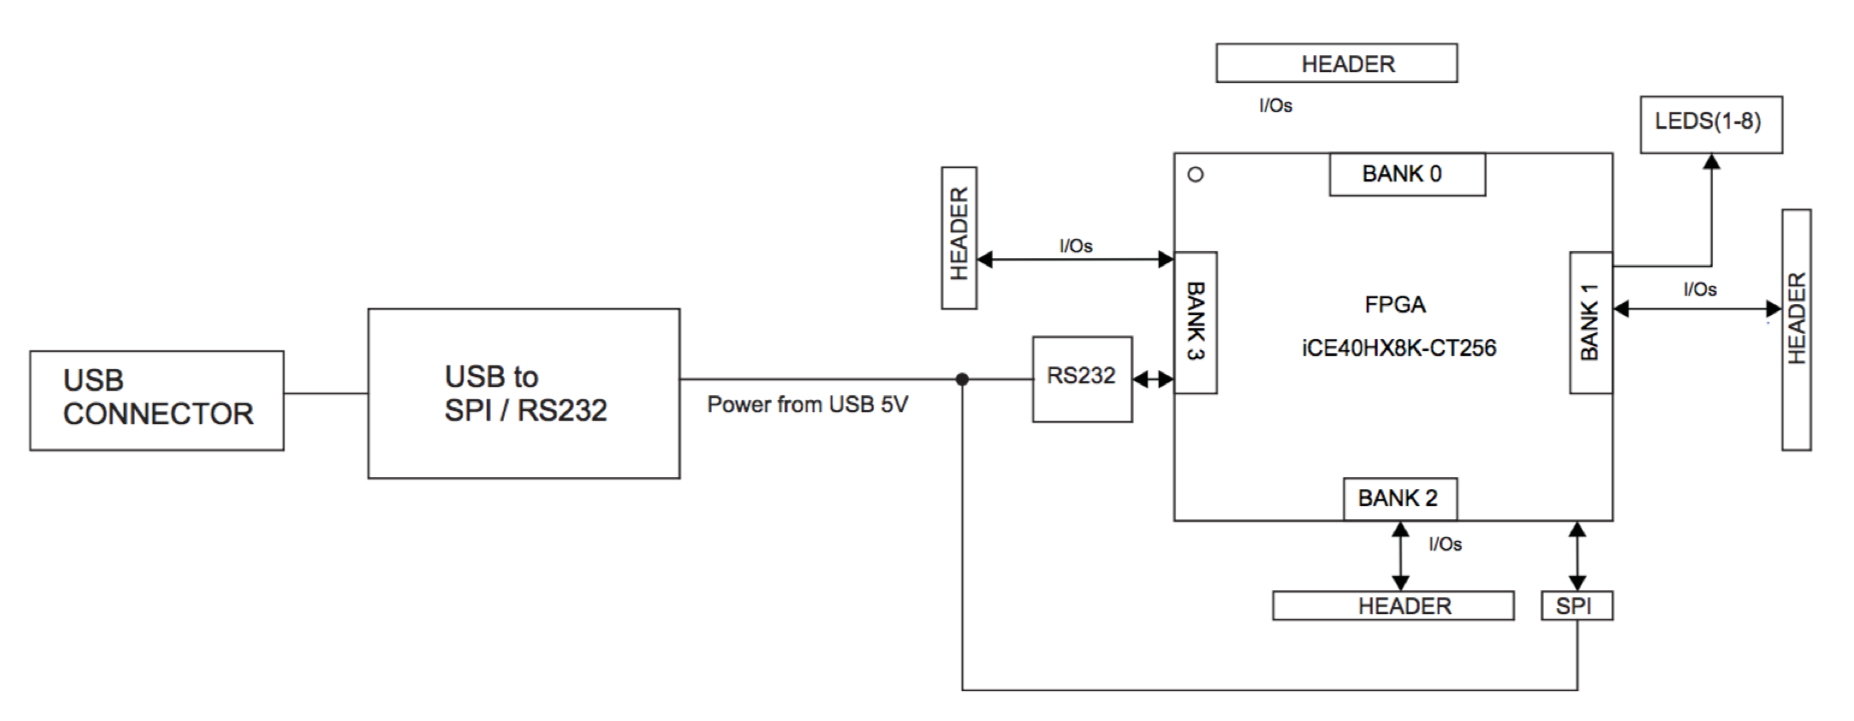 HEADER
I/Os
LEDS(1-8)
BANK 0
HEADER
I/Os
BANK 3
FPGA
iCE40HX8K-CT256
BANK 1
I/Os
HEADER
USB
CONNECTOR
USB to
SPI / RS232
Power from USB 5V
RS232
BANK 2
I/Os
HEADER
SPI